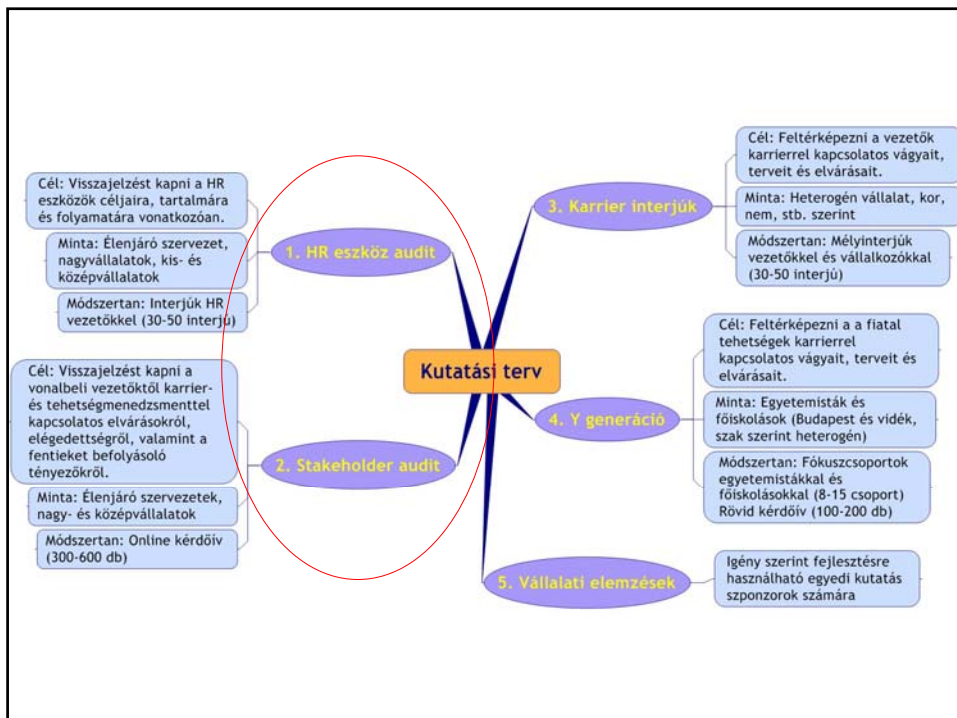 Kutatási terv
1. HR eszköz audit
Cél: Visszajelzést kapni a HR
eszközök céljaira, tartalmára
és folyamatára vonatkozóan.
Minta: Élenjáró szervezet,
nagyvállalatok, kis- és
középvállalatok
Módszertan: Interjúk HR
vezetőkkel (30-50 interjú)
2. Stakeholder audit
Cél: Visszajelzést kapni a
vonalbeli vezetőktől karrier-
és tehetségmenedzsmenttel
kapcsolatos elvárásokról,
elégedettségről, valamint a
fentieket befolyásoló
tényezőkről.
Minta: Élenjáró szervezetek,
nagy- és középvállalatok
Módszertan: Online kérdőív
(300-600 db)
3. Karrier interjúk
Cél: Feltérképezni a vezetők
karrierrel kapcsolatos vágyait,
terveit és elvárásait.
Minta: Heterogén vállalat, kor,
nem, stb. szerint
Módszertan: Mélyinterjúk
vezetőkkel és vállalkozókkal
(30-50 interjú)
4. Y generáció
Cél: Feltérképezni a a fiatal
tehetségek karrierrel
kapcsolatos vágyait, terveit és
elvárásait.
Minta: Egyetemisták és
főiskolások (Budapest és vidék,
szak szerint heterogén)
Módszertan: Fókuszcsoportok
egyetemistákkal és
főiskolásokkal (8-15 csoport)
Rövid kérdőív (100-200 db)
5. Vállalati elemzések
Igény szerint fejlesztésre
használható egyedi kutatás
szponzorok számára